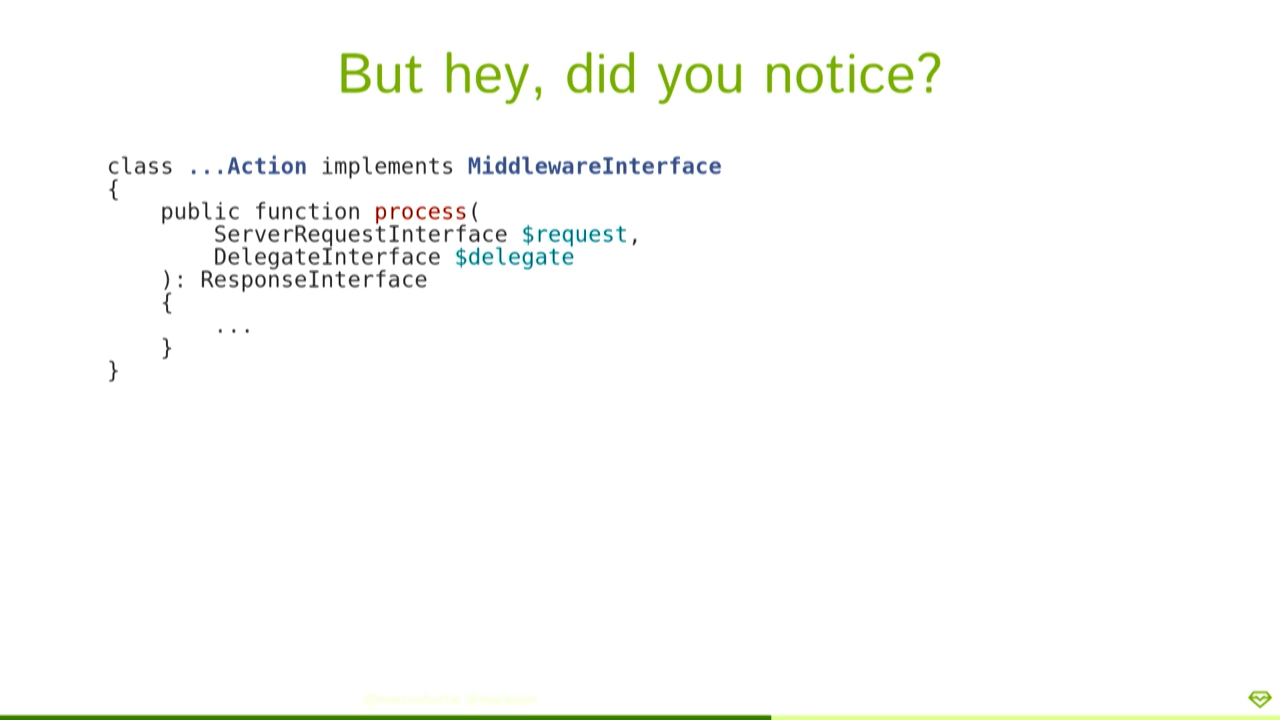 But hey, did you notice?
class ...Action implements MiddlewareInterface
{
    public function process(
        ServerRequestInterface $request,
        DelegateInterface $delegate
    ): ResponseInterface
    {
        ...
    }
}